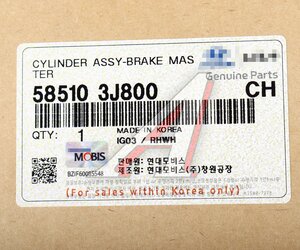 CYLINDER ASSY-BRAKE MAS
TER
Genuine Parts
58510 3J800 CH
QTY: 1
MADE IN KOREA
IG03 / RHWH
MOBIS
BZIF60015548
판매원: 현대모비스
제조원: 현대모비스(주)창원공장
(For sales within Korea only)